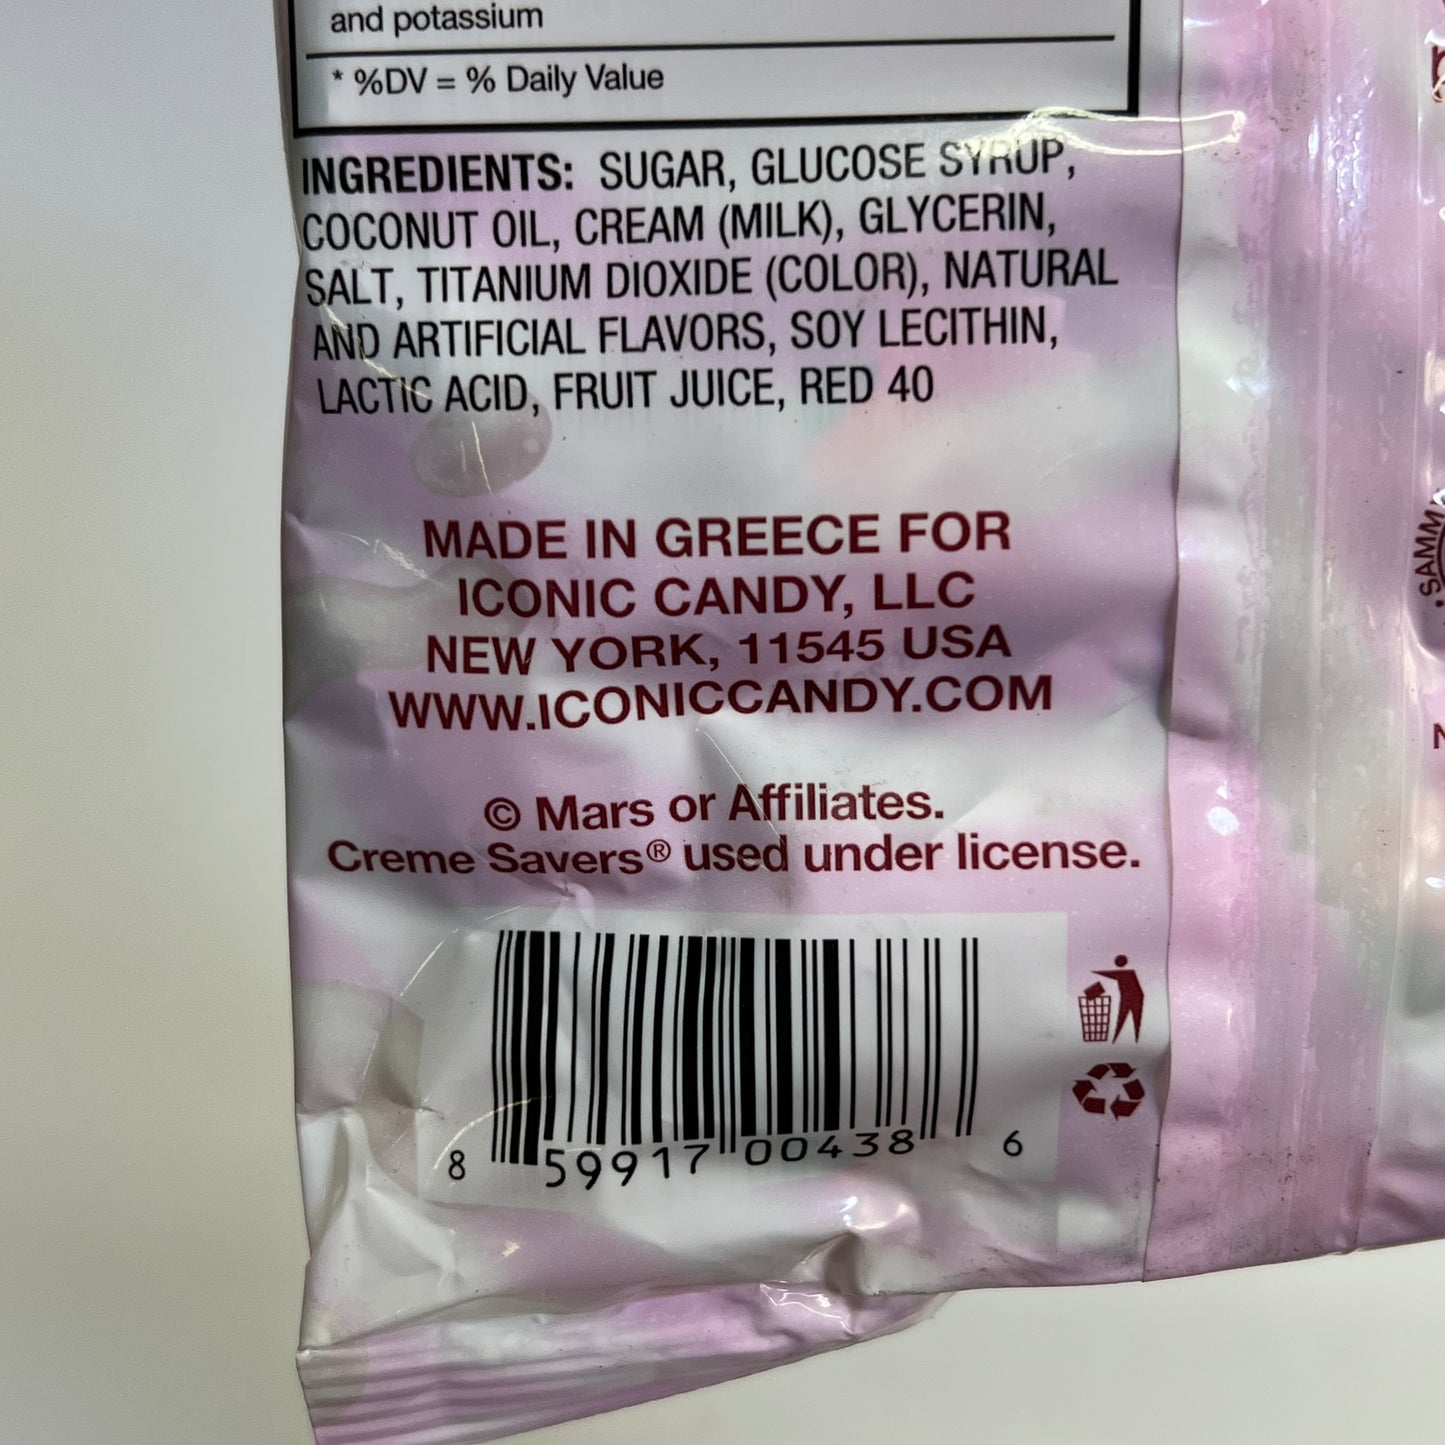 and potassium
* %DV = % Daily Value
INGREDIENTS: SUGAR, GLUCOSE SYRUP,
COCONUT OIL, CREAM (MILK), GLYCERIN,
SALT, TITANIUM DIOXIDE (COLOR), NATURAL
AND ARTIFICIAL FLAVORS, SOY LECITHIN,
LACTIC ACID, FRUIT JUICE, RED 40
MADE IN GREECE FOR
ICONIC CANDY, LLC
NEW YORK, 11545 USA
WWW.ICONICCANDY.COM
© Mars or Affiliates.
Creme Savers® used under license.
8 59917 00438 6